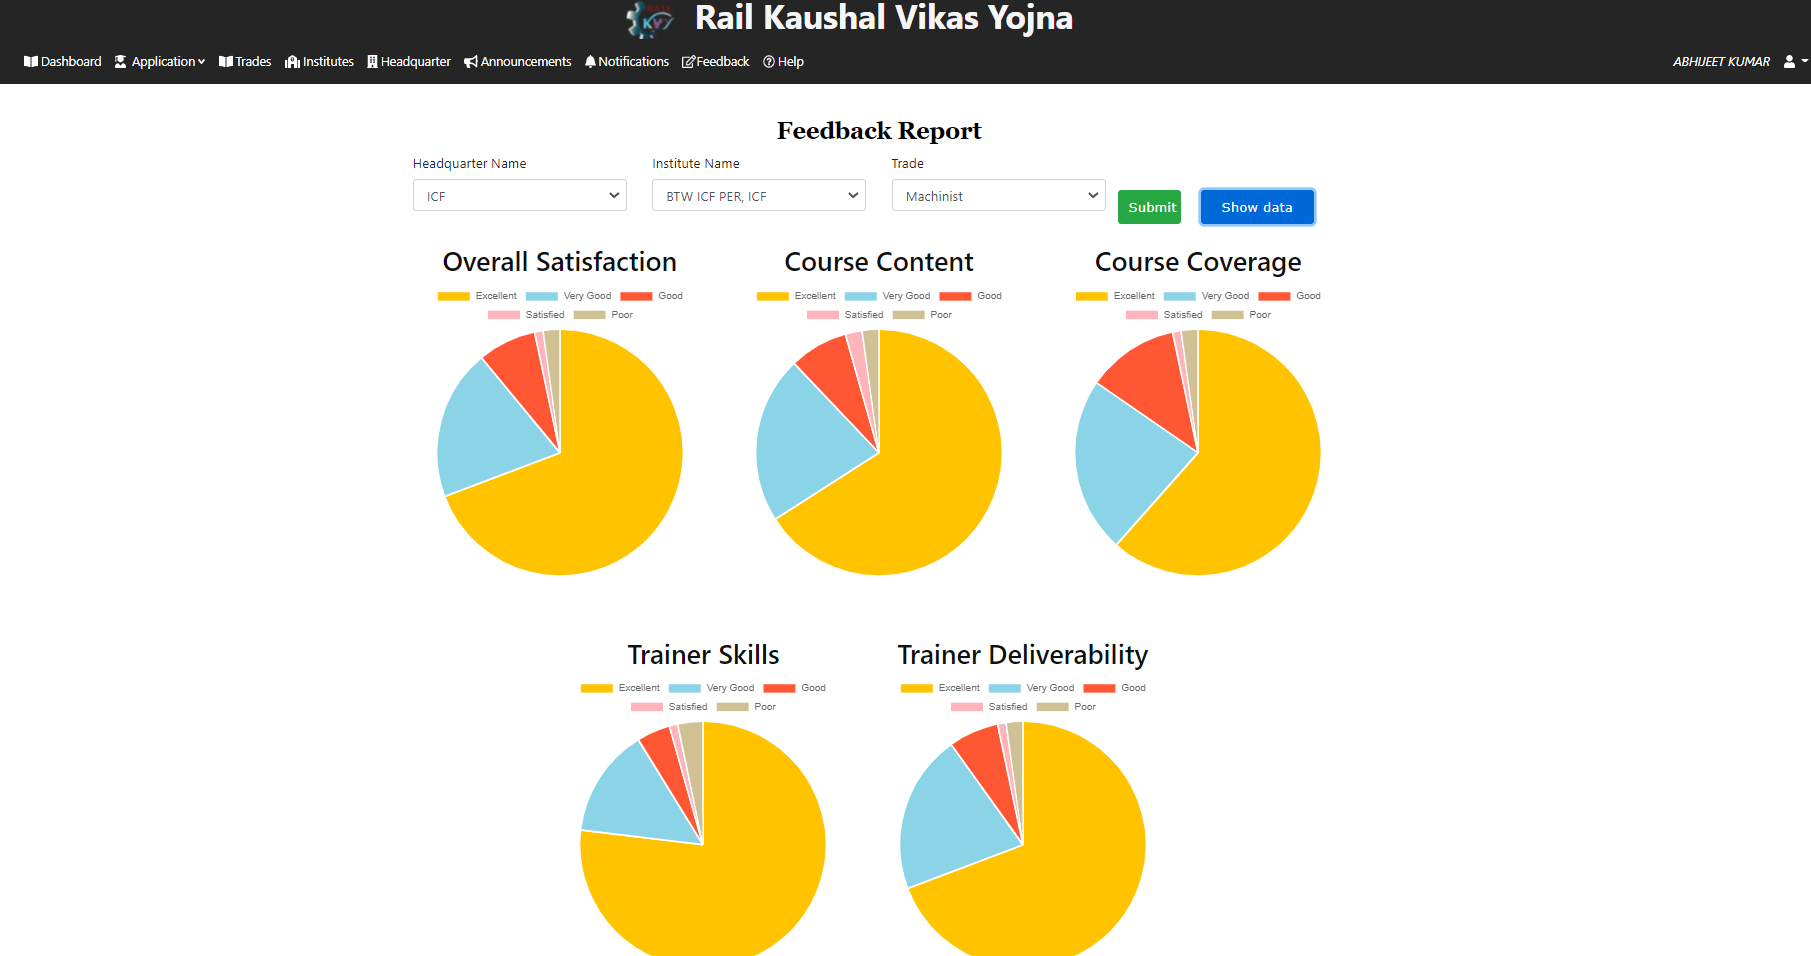 Rail Kaushal Vikas Yojna
Dashboard Application Trades Institutes Headquarter Announcements Notifications Feedback Help ABHIJEET KUMAR
Feedback Report
Headquarter Name Institute Name Trade
ICF BTW ICF PER, ICF Machinist Submit Show data
Overall Satisfaction Course Content Course Coverage
Excellent Very Good Good Excellent Very Good Good Excellent Very Good Good
Satisfied Poor Satisfied Poor Satisfied Poor
Trainer Skills Trainer Deliverability
Excellent Very Good Good Excellent Very Good Good
Satisfied Poor Satisfied Poor